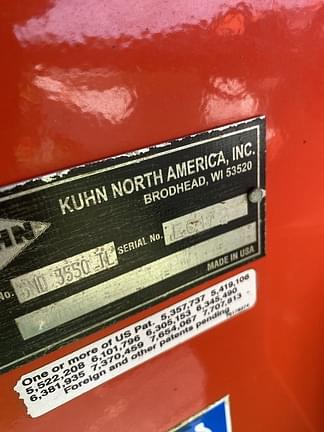 KUHN NORTH AMERICA, INC.
BRODHEAD, WI 53520
HN
No.
SERIAL No.
MADE IN USA
One or more of US Pat. 5,357,737 5,419,106
5,522,208 6,101,796 6,305,153 6,345,490
6,381,935 7,370,459 7,654,067 7,707,813
Foreign and other patents pending